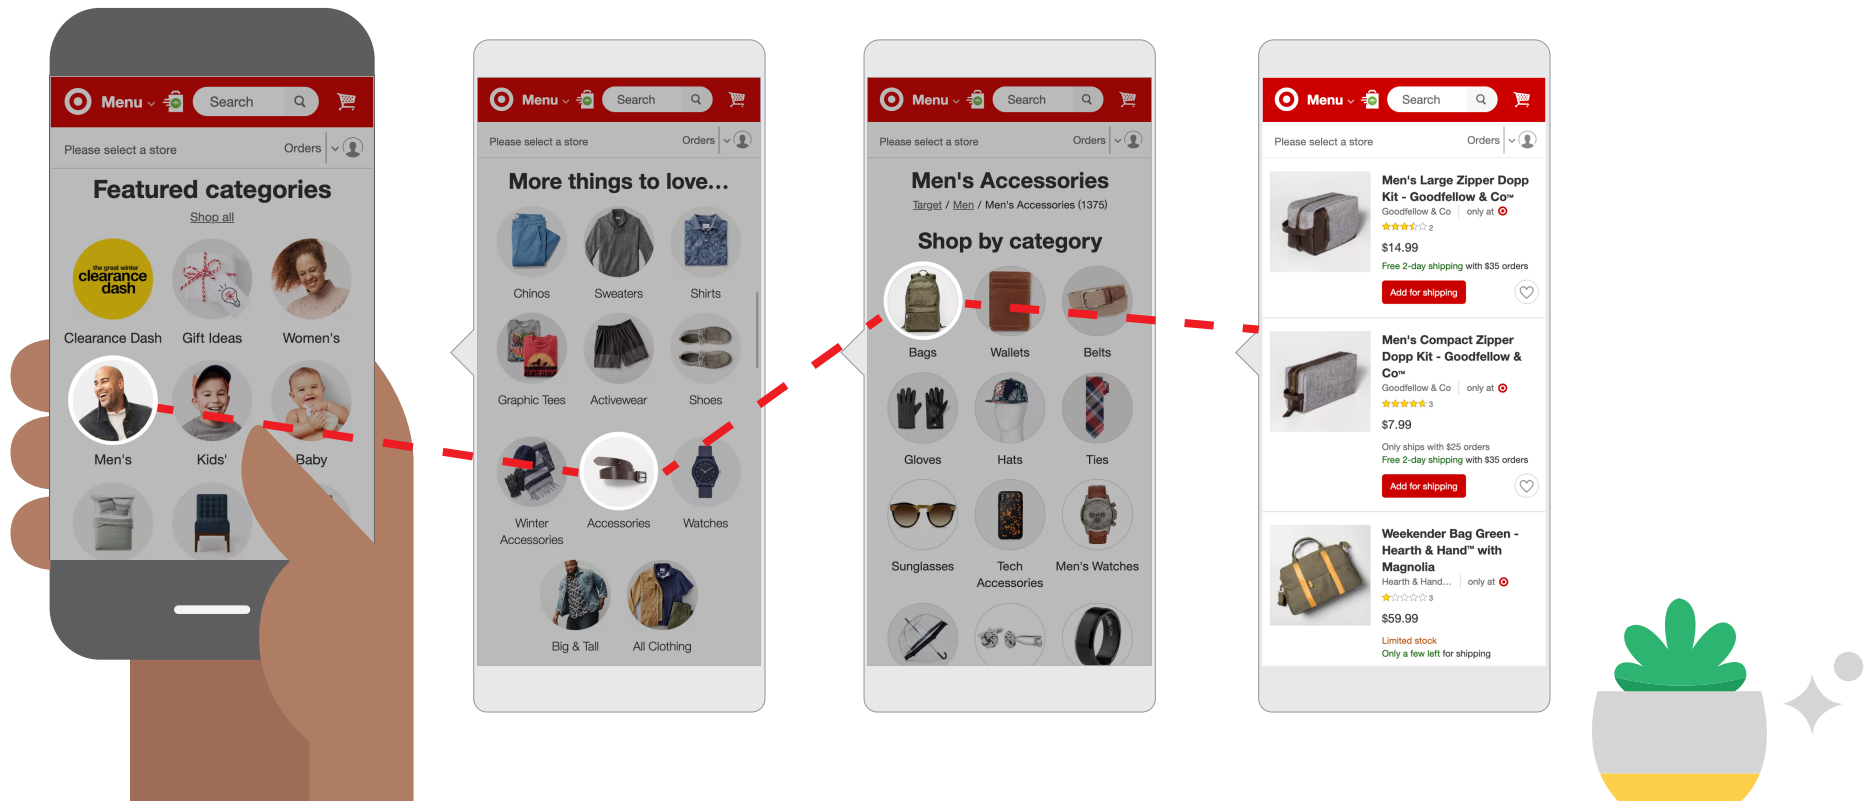 Menu
Search
Please select a store
Orders
Featured categories
Shop all
the great winter
clearance
dash
Clearance Dash
Gift Ideas
Women's
Men's
Kids'
Baby
Menu
Search
Please select a store
Orders
More things to love...
Chinos
Sweaters
Shirts
Graphic Tees
Activewear
Shoes
Winter
Accessories
Accessories
Watches
Big & Tall
All Clothing
Menu
Search
Please select a store
Orders
Men's Accessories
Target / Men / Men's Accessories (1375)
Shop by category
Bags
Wallets
Belts
Gloves
Hats
Ties
Sunglasses
Tech
Accessories
Men's Watches
Menu
Search
Please select a store
Orders
Men's Large Zipper Dopp
Kit - Goodfellow & Co™
Goodfellow & Co
only at
2
$14.99
Free 2-day shipping with $35 orders
Add for shipping
Men's Compact Zipper
Dopp Kit - Goodfellow &
Co™
Goodfellow & Co
only at
3
$7.99
Only ships with $25 orders
Free 2-day shipping with $35 orders
Add for shipping
Weekender Bag Green -
Hearth & Hand™ with
Magnolia
Hearth & Hand...
only at
3
$59.99
Limited stock
Only a few left for shipping